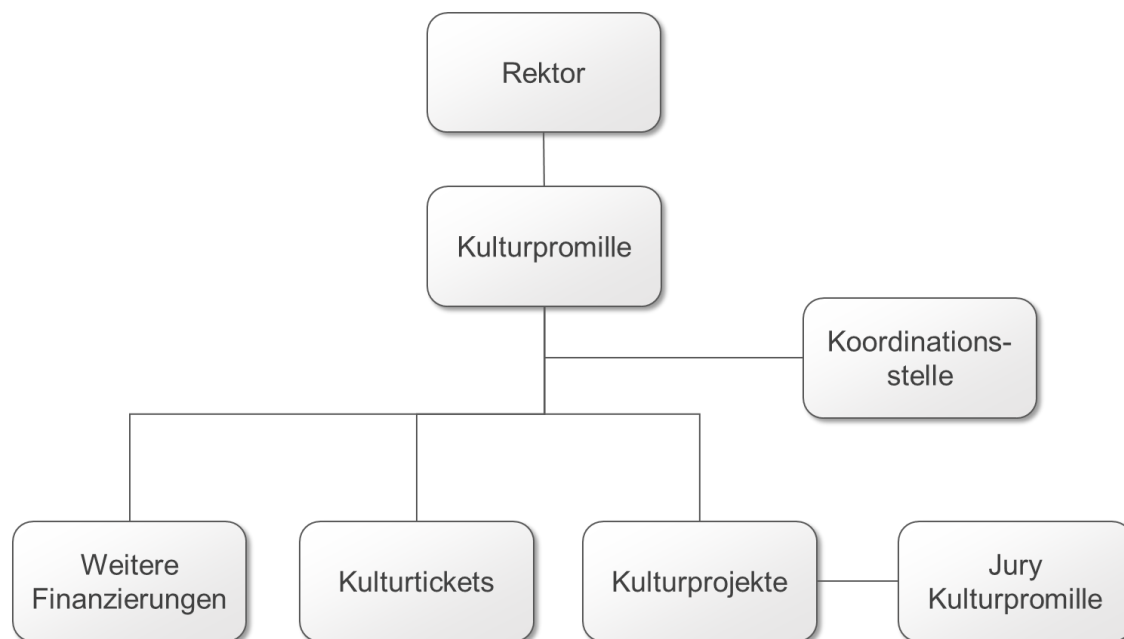 Rektor
Kulturpromille
Koordinations-
stelle
Weitere
Finanzierungen
Kulturtickets
Kulturprojekte
Jury
Kulturpromille